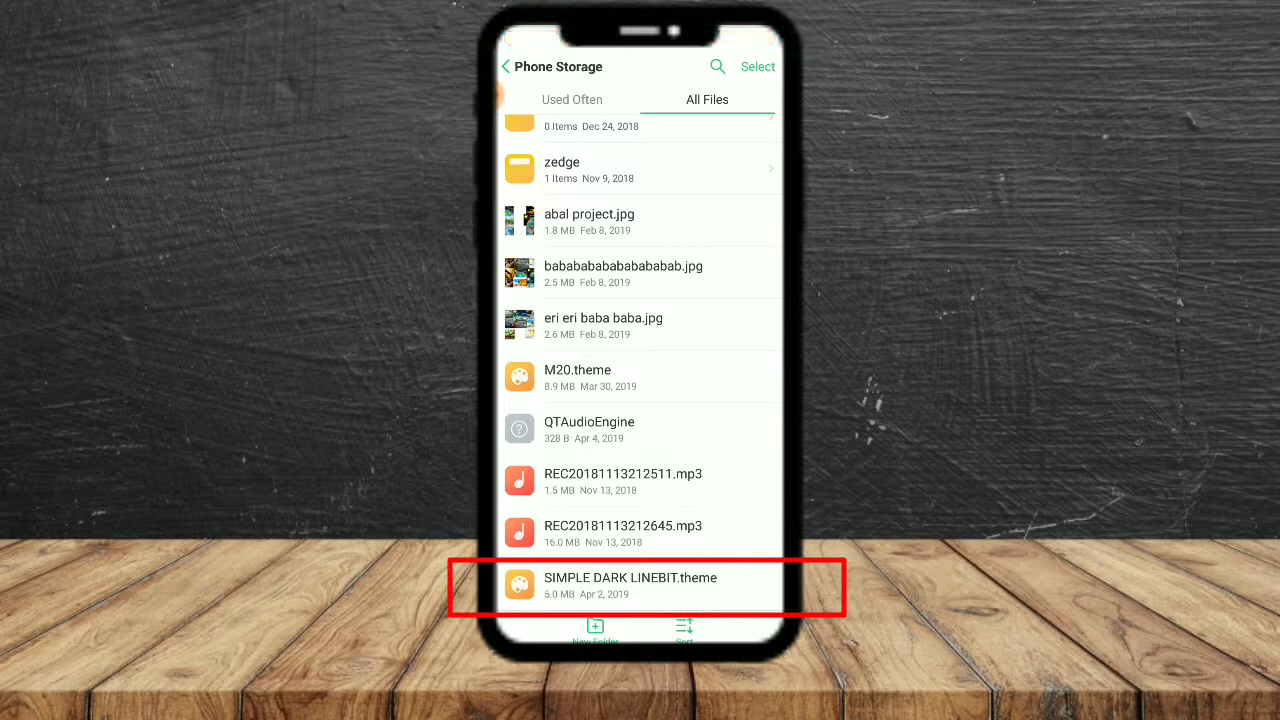 Phone Storage
Select
Used Often
All Files
0 Items Dec 24, 2018
zedge
1 Items Nov 9, 2018
abal project.jpg
1.8 MB Feb 8, 2019
babababababababab.jpg
2.5 MB Feb 8, 2019
eri eri baba baba.jpg
2.6 MB Feb 8, 2019
M20.theme
8.9 MB Mar 30, 2019
QTAudioEngine
328 B Apr 4, 2019
REC20181113212511.mp3
1.5 MB Nov 13, 2018
REC20181113212645.mp3
16.0 MB Nov 13, 2018
SIMPLE DARK LINEBIT.theme
5.0 MB Apr 2, 2019
New Folder
Sort